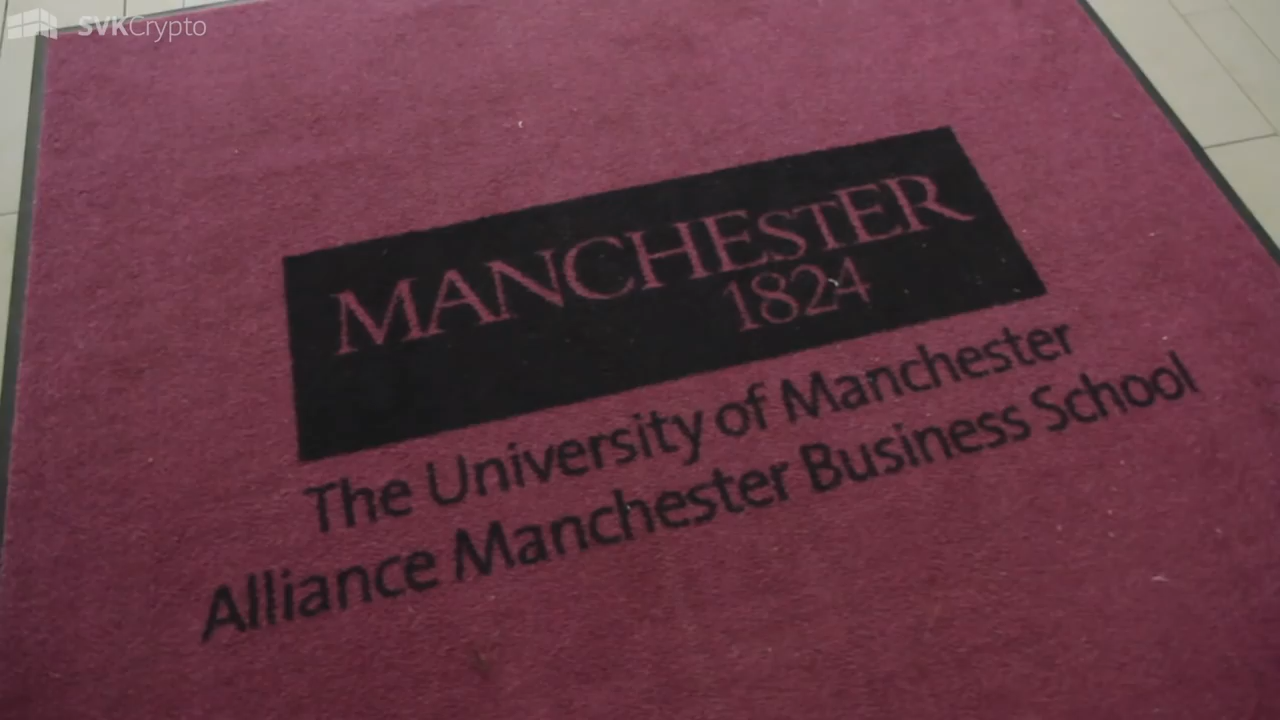 SVKCrypto
MANCHESTER
1824
The University of Manchester
Alliance Manchester Business School